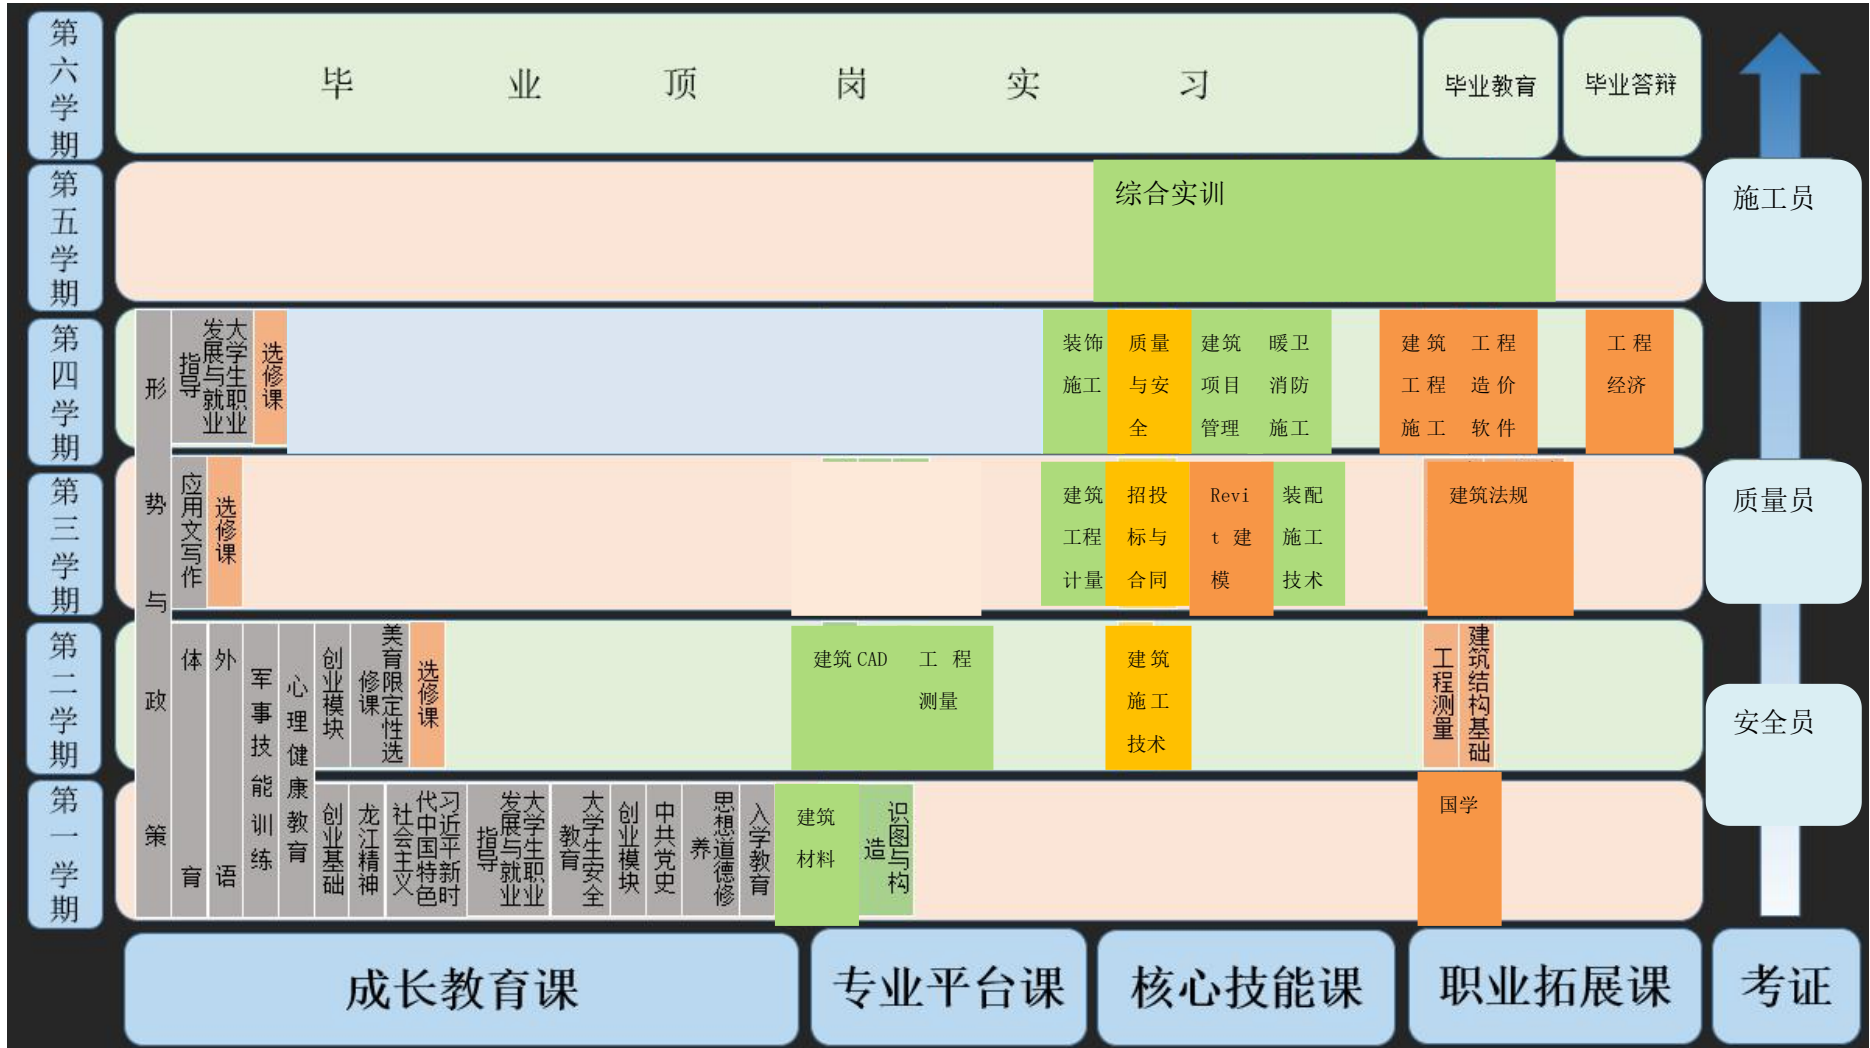 第六学期
毕业顶岗实习
毕业教育
毕业答辩
第五学期
综合实训
施工员
第四学期
形势与政策
大学生职业
发展与就业
指导
选修课
装饰
施工
质量
与安
全
建筑
项目
管理
暖卫
消防
施工
建筑
工程
施工
工程
造价
软件
工程
经济
第三学期
应用文写作
选修课
建筑
工程
计量
招投
标与
合同
Revi
t 建
模
装配
施工
技术
建筑法规
质量员
第二学期
体育
外语
军事技能训练
心理健康教育
创业模块
美育限定性选
修课
选修课
建筑 CAD
工程
测量
建筑
施工
技术
工程测量
建筑结构基础
安全员
第一学期
创业基础
龙江精神
习近平新时
代中国特色
社会主义
大学生职业
发展与就业
指导
大学生安全
教育
创业模块
中共党史
思想道德修
养
入学教育
建筑
材料
识图与构
造
国学
成长教育课
专业平台课
核心技能课
职业拓展课
考证